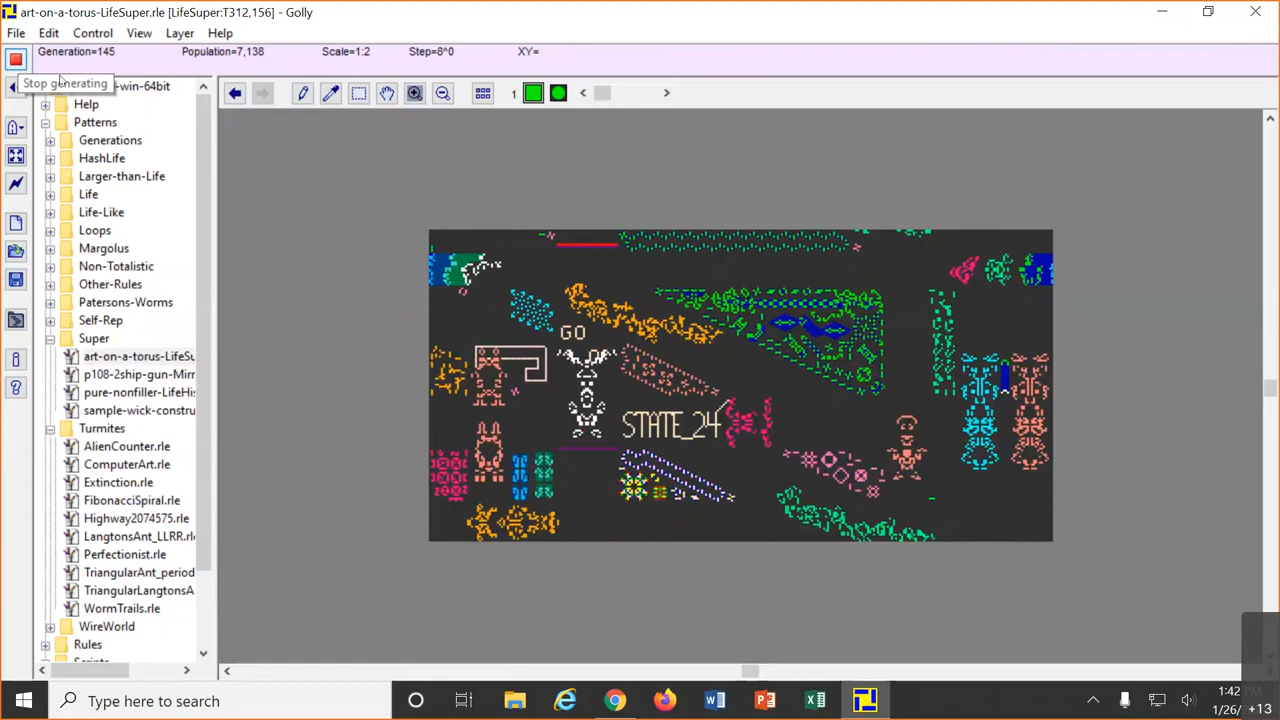 art-on-a-torus-LifeSuper.rle [LifeSuper:T312,156] - Golly
File Edit Control View Layer Help
Generation=145 Population=7,138 Scale=1:2 Step=8^0 XY=
Stop generating
-win-64bit
1
Help
Patterns
Generations
HashLife
Larger-than-Life
Life
Life-Like
Loops
Margolus
Non-Totalistic
Other-Rules
Patersons-Worms
Self-Rep
Super
art-on-a-torus-LifeSu
p108-2ship-gun-Mirr
pure-nonfiller-LifeHis
sample-wick-constru
Turmites
AlienCounter.rle
ComputerArt.rle
Extinction.rle
FibonacciSpiral.rle
Highway2074575.rle
LangtonsAnt_LLRR.rle
Perfectionist.rle
TriangularAnt_period
TriangularLangtonsA
WormTrails.rle
WireWorld
Rules
Scripts
GO
STATE_24
Type here to search
1:42 PM
1/26/ +13